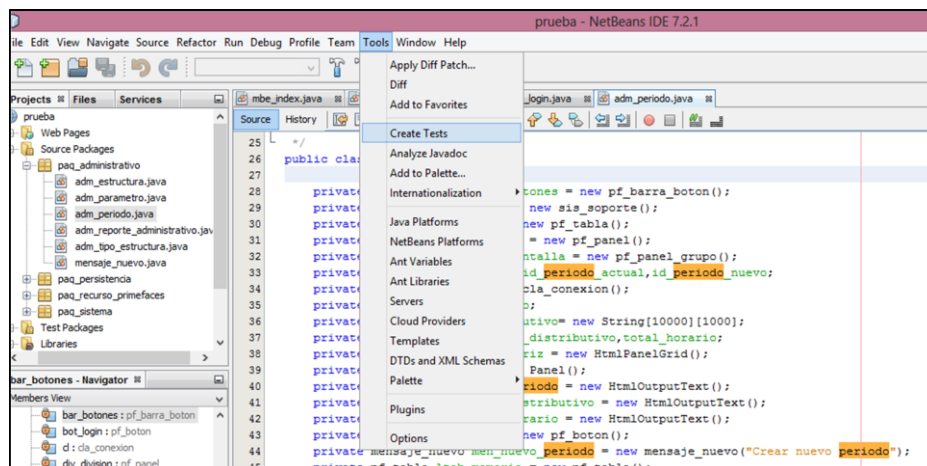 prueba - NetBeans IDE 7.2.1
ile Edit View Navigate Source Refactor Run Debug Profile Team Tools Window Help
Projects Files Services
prueba
Web Pages
Source Packages
paq_administrativo
adm_estructura.java
adm_parametro.java
adm_periodo.java
adm_reporte_administrativo.jav
adm_tipo_estructura.java
mensaje_nuevo.java
paq_persistencia
paq_recurso_primefaces
paq_sistema
Test Packages
Libraries
bar_botones - Navigator
Members View
bar_botones : pf_barra_boton
bot_login : pf_boton
cl : cla_conexion
div_division : pf_panel
Apply Diff Patch...
Diff
Add to Favorites
Create Tests
Analyze Javadoc
Add to Palette...
Internationalization
Java Platforms
NetBeans Platforms
Ant Variables
Ant Libraries
Servers
Cloud Providers
Templates
DTDs and XML Schemas
Palette
Plugins
Options
mbe_index.java _login.java adm_periodo.java
Source History
25 */
26 public cla
27
28 private tones = new pf_barra_boton();
29 private new sis_soporte();
30 private new pf_tabla();
31 private = new pf_panel();
32 private ntalla = new pf_panel_grupo();
33 private id_periodo_actual,id_periodo_nuevo;
34 private cla_conexion();
35 private o;
36 private utivo= new String[10000][1000];
37 private _distributivo,total_horario;
38 private riz = new HtmlPanelGrid();
39 private Panel();
40 private riodo = new HtmlOutputText();
41 private stributivo = new HtmlOutputText();
42 private rario = new HtmlOutputText();
43 private new pf_boton();
44 private mensaje_nuevo men_nuevo_periodo = new mensaje_nuevo("Crear nuevo periodo");